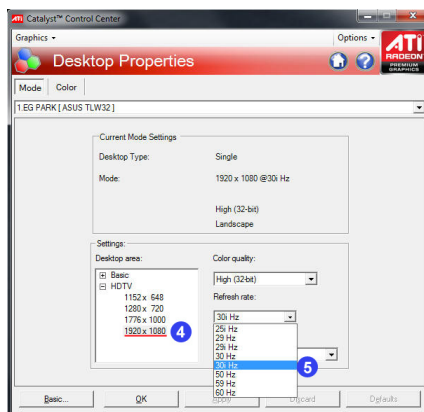 Catalyst™ Control Center
Graphics
Options
ATI
RADEON
PREMIUM
GRAPHICS
Desktop Properties
Mode
Color
1.EG PARK [ ASUS TLW32 ]
Current Mode Settings
Desktop Type: Single
Mode: 1920 x 1080 @30i Hz
High (32-bit)
Landscape
Settings:
Desktop area:
Color quality:
Basic
HDTV
1152 x 648
1280 x 720
1776 x 1000
1920 x 1080
4
High (32-bit)
Refresh rate:
30i Hz
25i Hz
29 Hz
29i Hz
30 Hz
30i Hz
50 Hz
59 Hz
60 Hz
5
Basic...
OK
Apply
Discard
Defaults